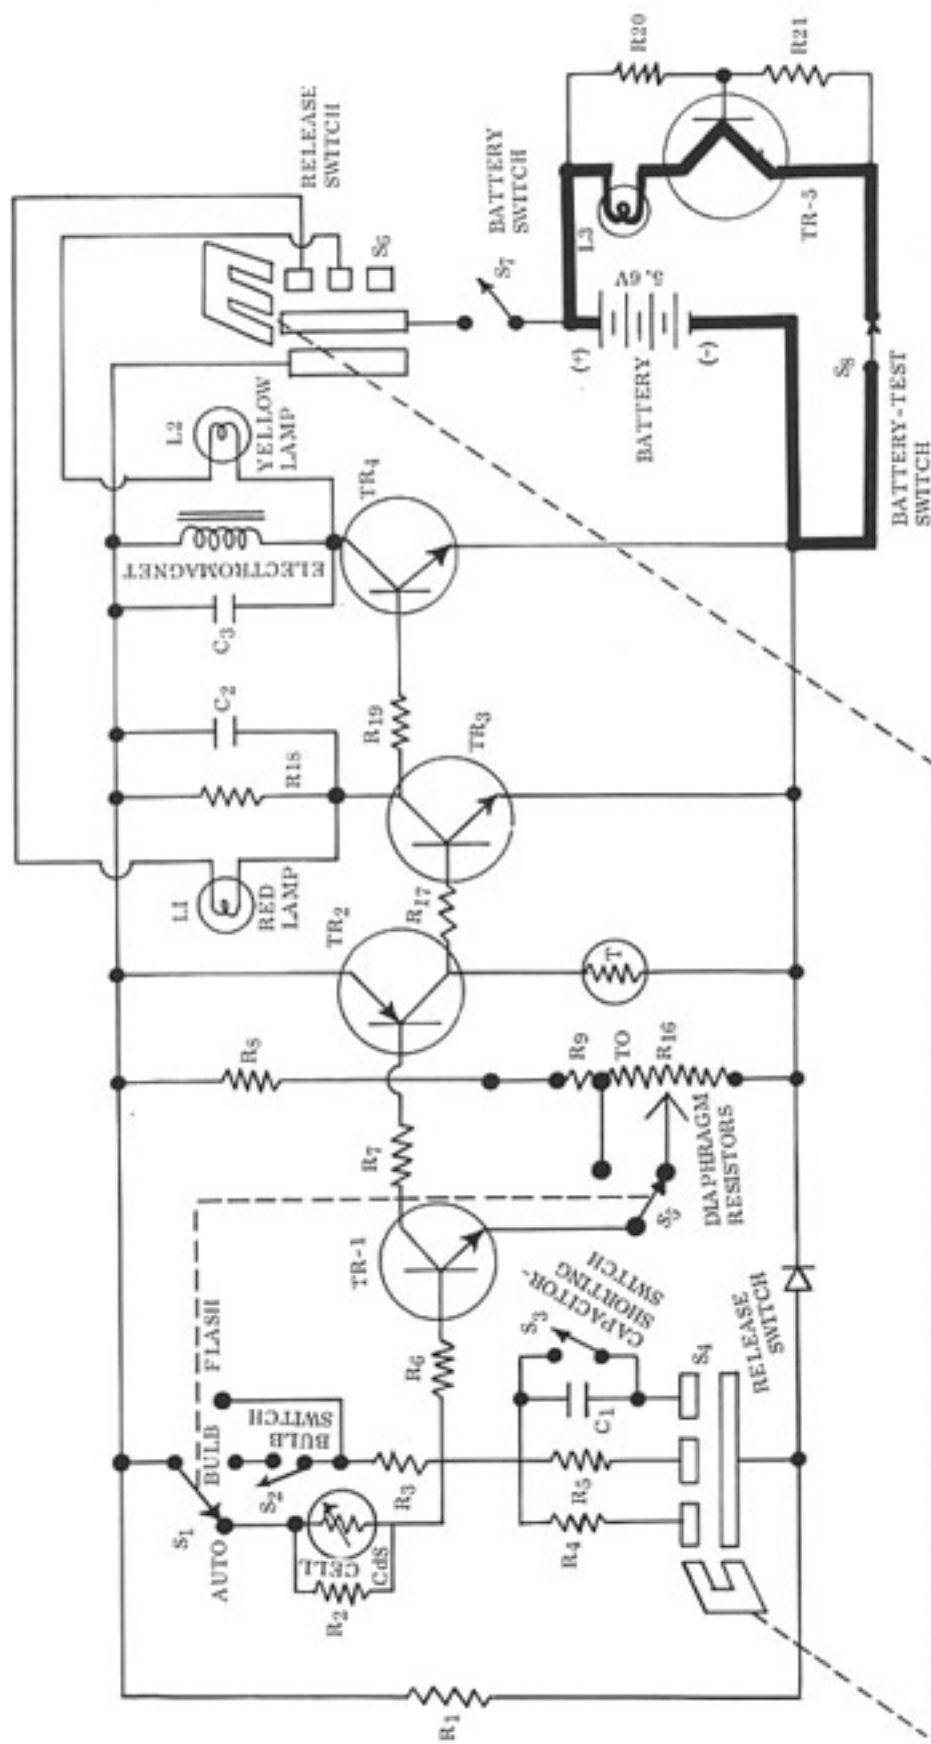 R1
S1
AUTO
BULB
FLASH
S2
BULB
SWITCH
R2
CELL
CdS
R3
R6
R4
R5
C1
S3
CAPACITOR-
SHORTING
SWITCH
S4
RELEASE
SWITCH
TR-1
R7
S5
DIAPHRAGM
RESISTORS
R8
R9
TO
R16
TR2
T
R17
L1
RED
LAMP
R18
C2
TR3
R19
C3
ELECTROMAGNET
TR4
L2
YELLOW
LAMP
RELEASE
SWITCH
S6
S7
BATTERY
SWITCH
(+)
5.6V
(-)
BATTERY
L3
TR-5
R20
R21
S8
BATTERY-TEST
SWITCH